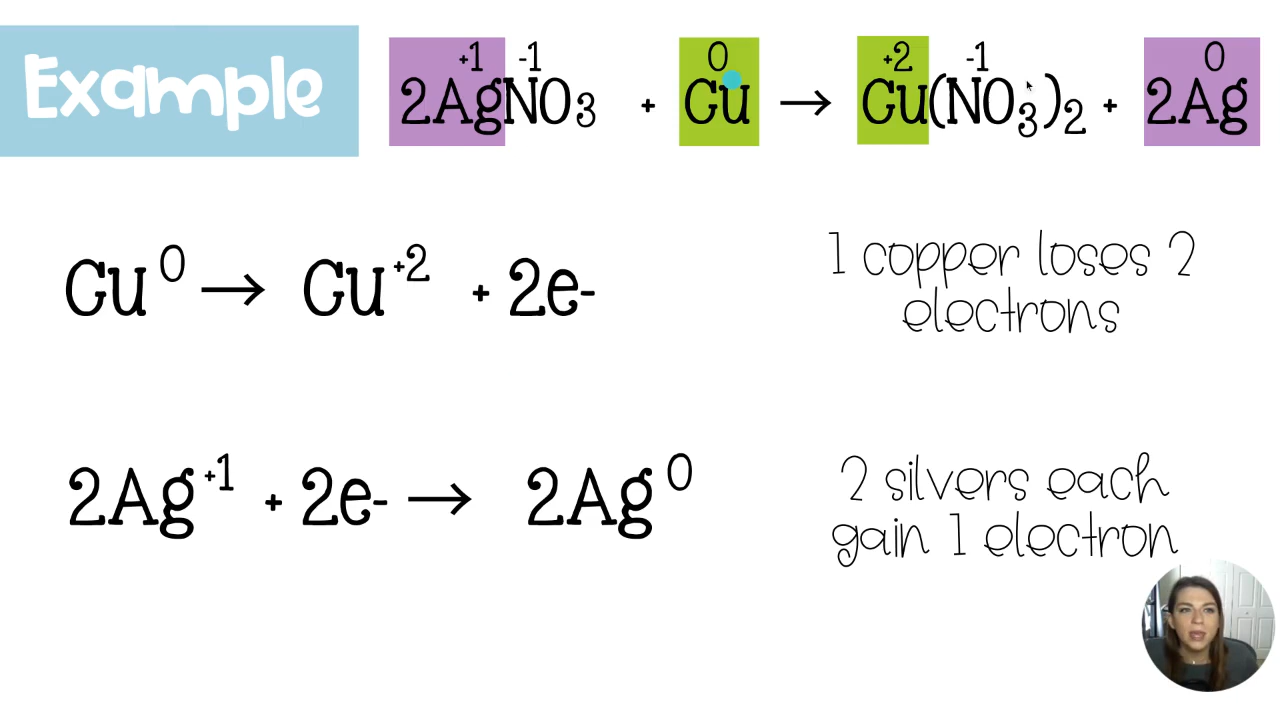 Example
+1 -1 0 +2 -1 0
2AgNO3 + Cu → Cu(NO3)2 + 2Ag
Cu0 → Cu+2 + 2e-
1 copper loses 2
electrons
2Ag+1 + 2e- → 2Ag0
2 silvers each
gain 1 electron